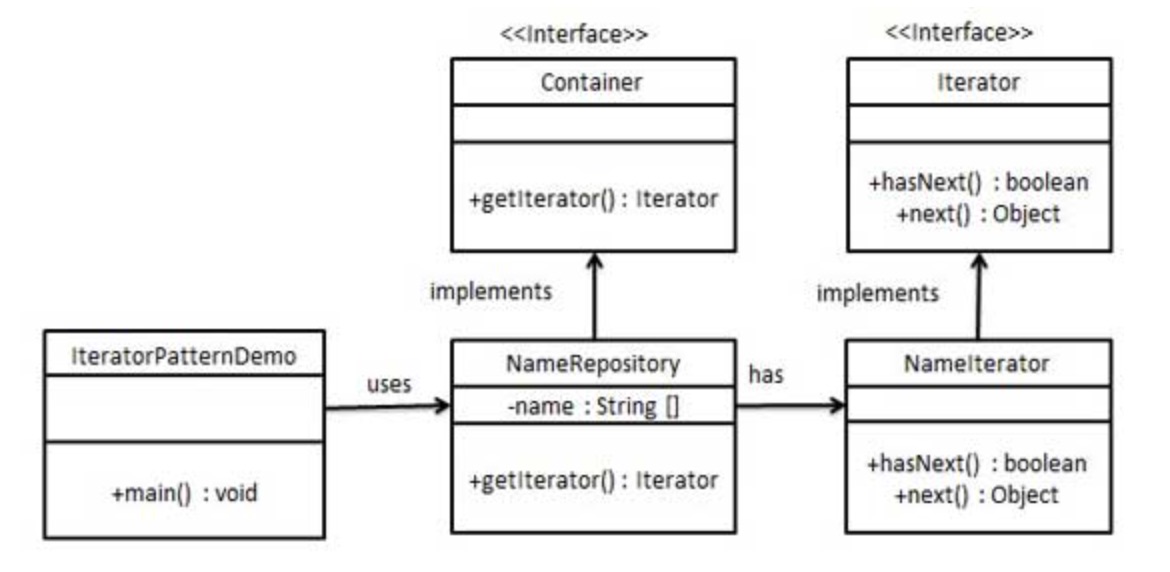 <<Interface>>
Container
+getIterator() : Iterator
<<Interface>>
Iterator
+hasNext() : boolean
+next() : Object
implements
implements
IteratorPatternDemo
+main() : void
uses
NameRepository
-name : String []
+getIterator() : Iterator
has
NameIterator
+hasNext() : boolean
+next() : Object